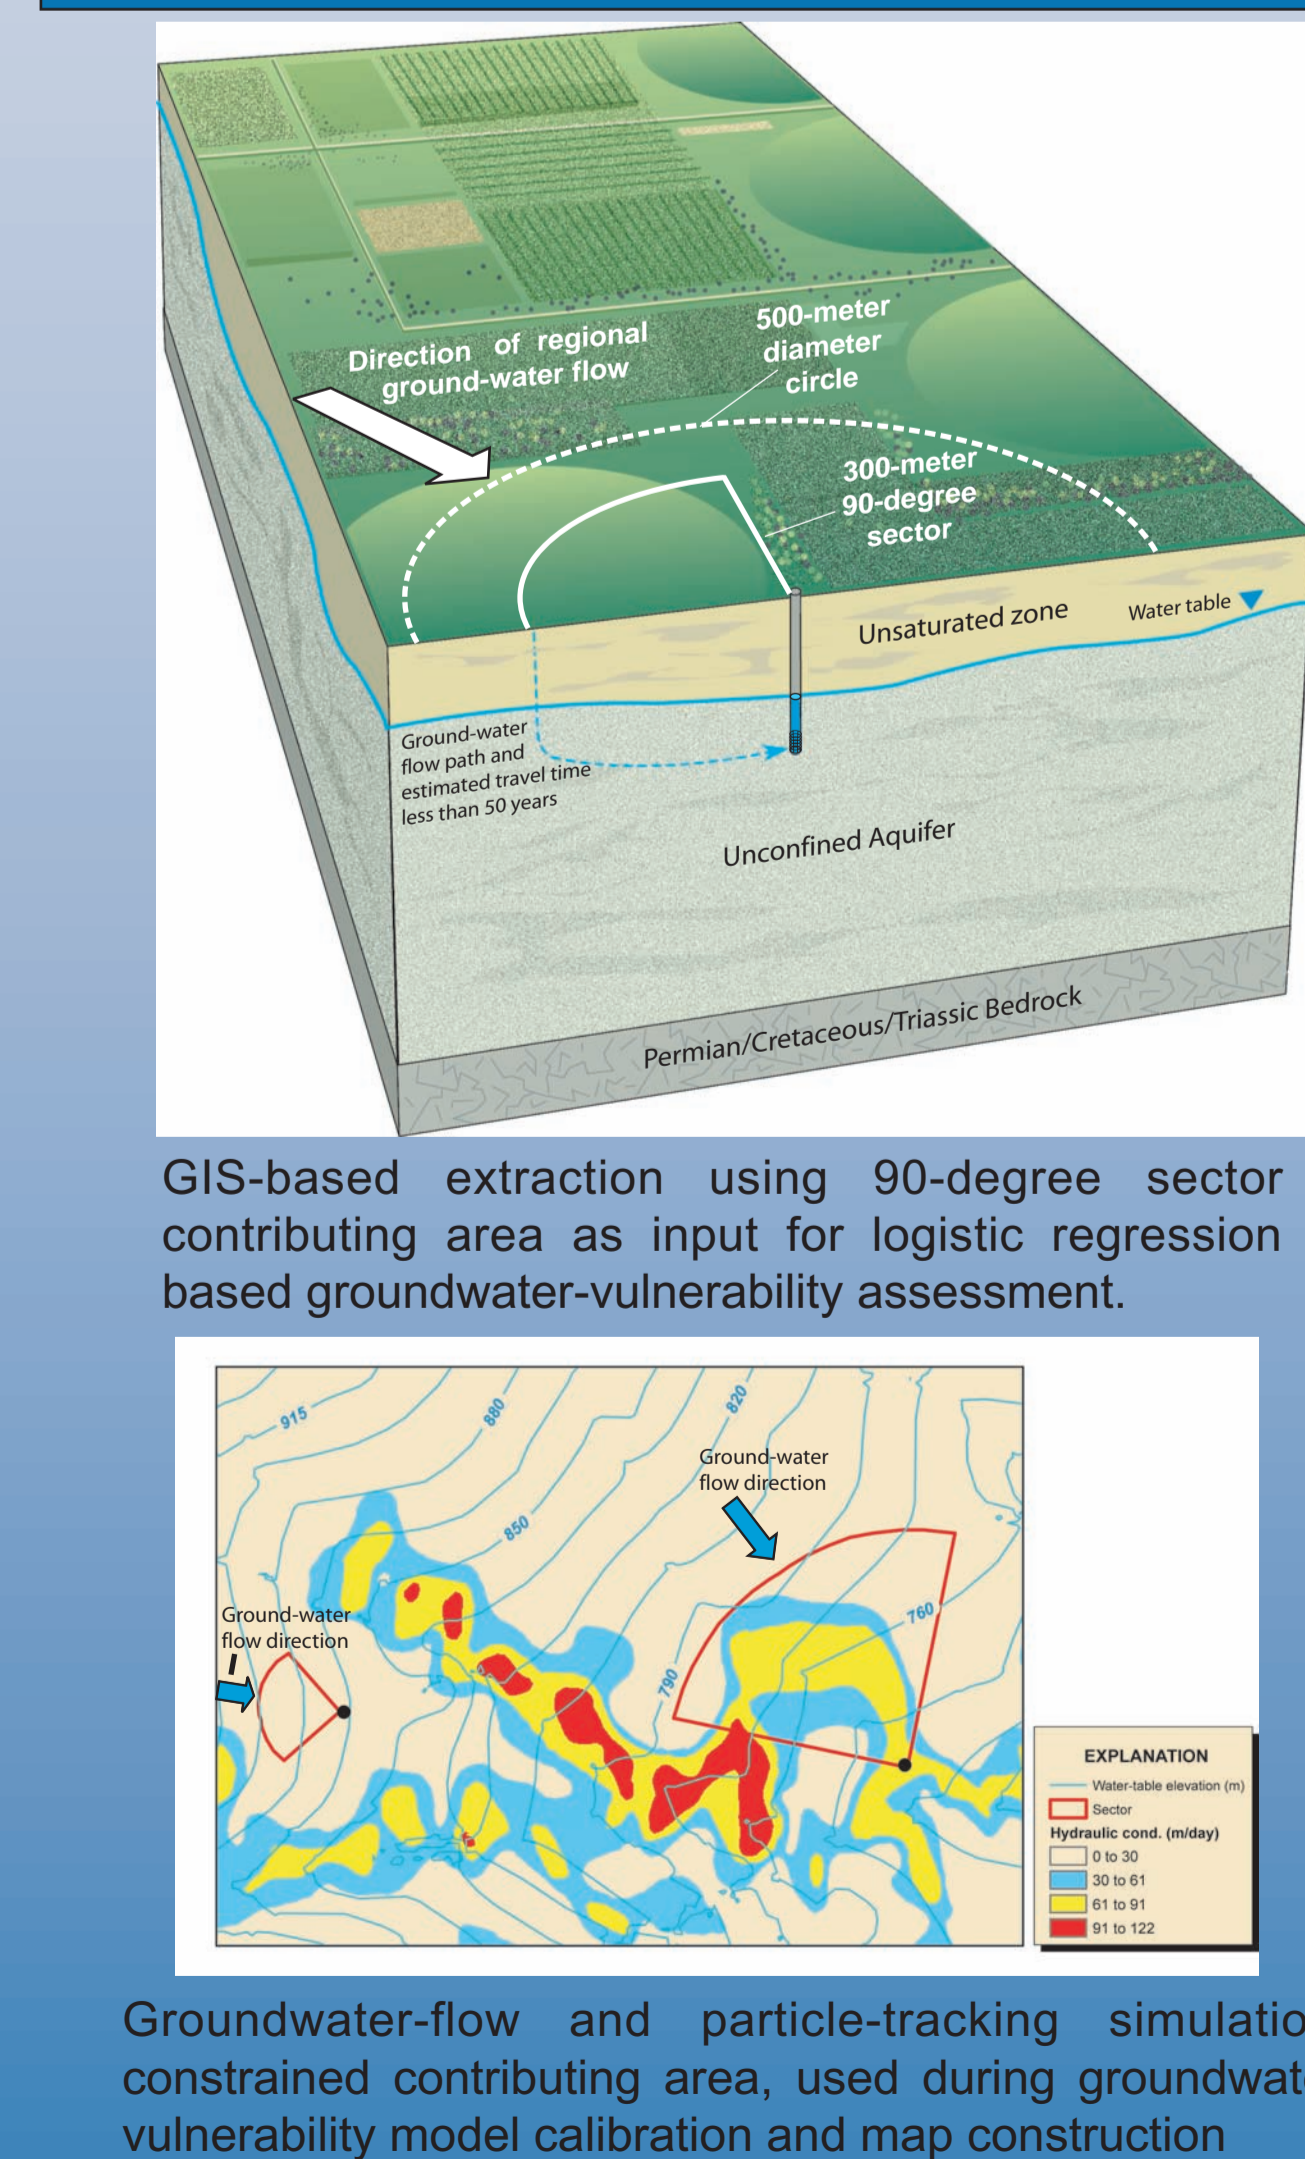 Direction of regional
ground-water flow
500-meter
diameter
circle
300-meter
90-degree
sector
Unsaturated zone
Water table
Ground-water
flow path and
estimated travel time
less than 50 years
Unconfined Aquifer
Permian/Cretaceous/Triassic Bedrock
GIS-based extraction using 90-degree sector
contributing area as input for logistic regression
based groundwater-vulnerability assessment.
915
880
820
Ground-water
flow direction
850
Ground-water
flow direction
760
790
EXPLANATION
Water-table elevation (m)
Sector
Hydraulic cond. (m/day)
0 to 30
30 to 61
61 to 91
91 to 122
Groundwater-flow and particle-tracking simulatio
constrained contributing area, used during groundwat
vulnerability model calibration and map construction